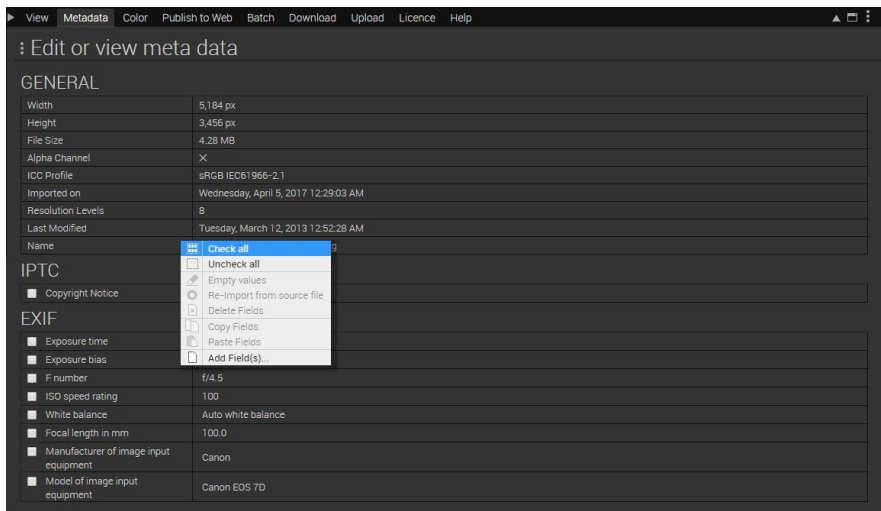 View Metadata Color Publish to Web Batch Download Upload Licence Help
Edit or view meta data
GENERAL
Width 5,184 px
Height 3,456 px
File Size 4.28 MB
Alpha Channel
ICC Profile sRGB IEC61966-2.1
Imported on Wednesday, April 5, 2017 12:29:03 AM
Resolution Levels 8
Last Modified Tuesday, March 12, 2013 12:52:28 AM
Name
Check all
Uncheck all
Empty values
Re-Import from source file
Delete Fields
Copy Fields
Paste Fields
Add Field(s)...
IPTC
Copyright Notice
EXIF
Exposure time
Exposure bias
F number f/4.5
ISO speed rating 100
White balance Auto white balance
Focal length in mm 100.0
Manufacturer of image input
equipment
Canon
Model of image input
equipment
Canon EOS 7D